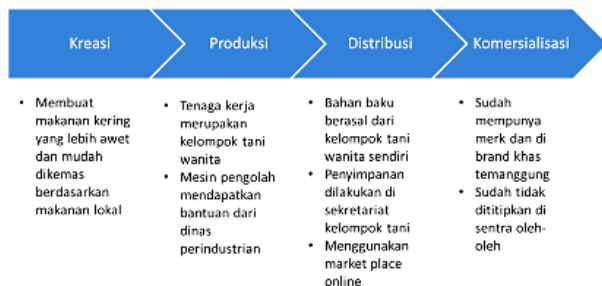 Kreasi
Produksi
Distribusi
Komersialisasi
• Membuat
makanan kering
yang lebih awet
dan mudah
dikemas
berdasarkan
makanan lokal
• Tenaga kerja
merupakan
kelompok tani
wanita
• Mesin pengolah
mendapatkan
bantuan dari
dinas
perindustrian
• Bahan baku
berasal dari
kelompok tani
wanita sendiri
• Penyimpanan
dilakukan di
sekretariat
kelompok tani
• Menggunakan
market place
online
• Sudah
mempunya
merk dan di
brand khas
temanggung
• Sudah tidak
dititipkan di
sentra oleh-
oleh